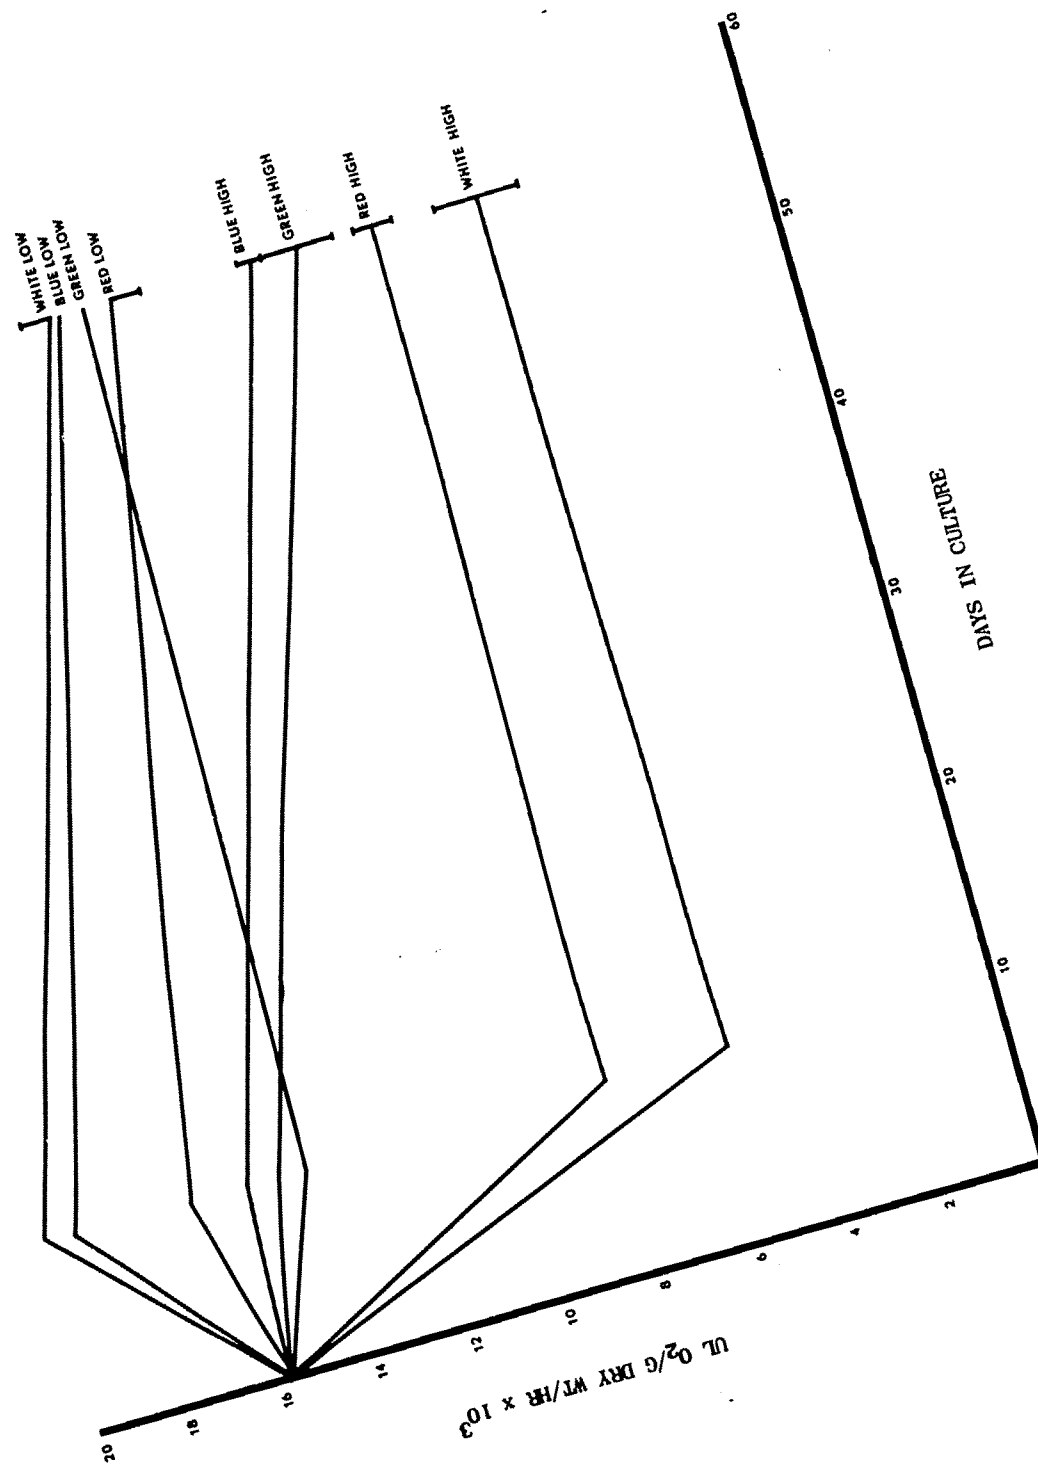 WHITE LOW
BLUE LOW
GREEN LOW
RED LOW
BLUE HIGH
GREEN HIGH
RED HIGH
WHITE HIGH
20
18
16
14
12
10
8
6
4
2
UL O2/G DRY WT/HR x 10³
10
20
30
40
50
60
DAYS IN CULTURE